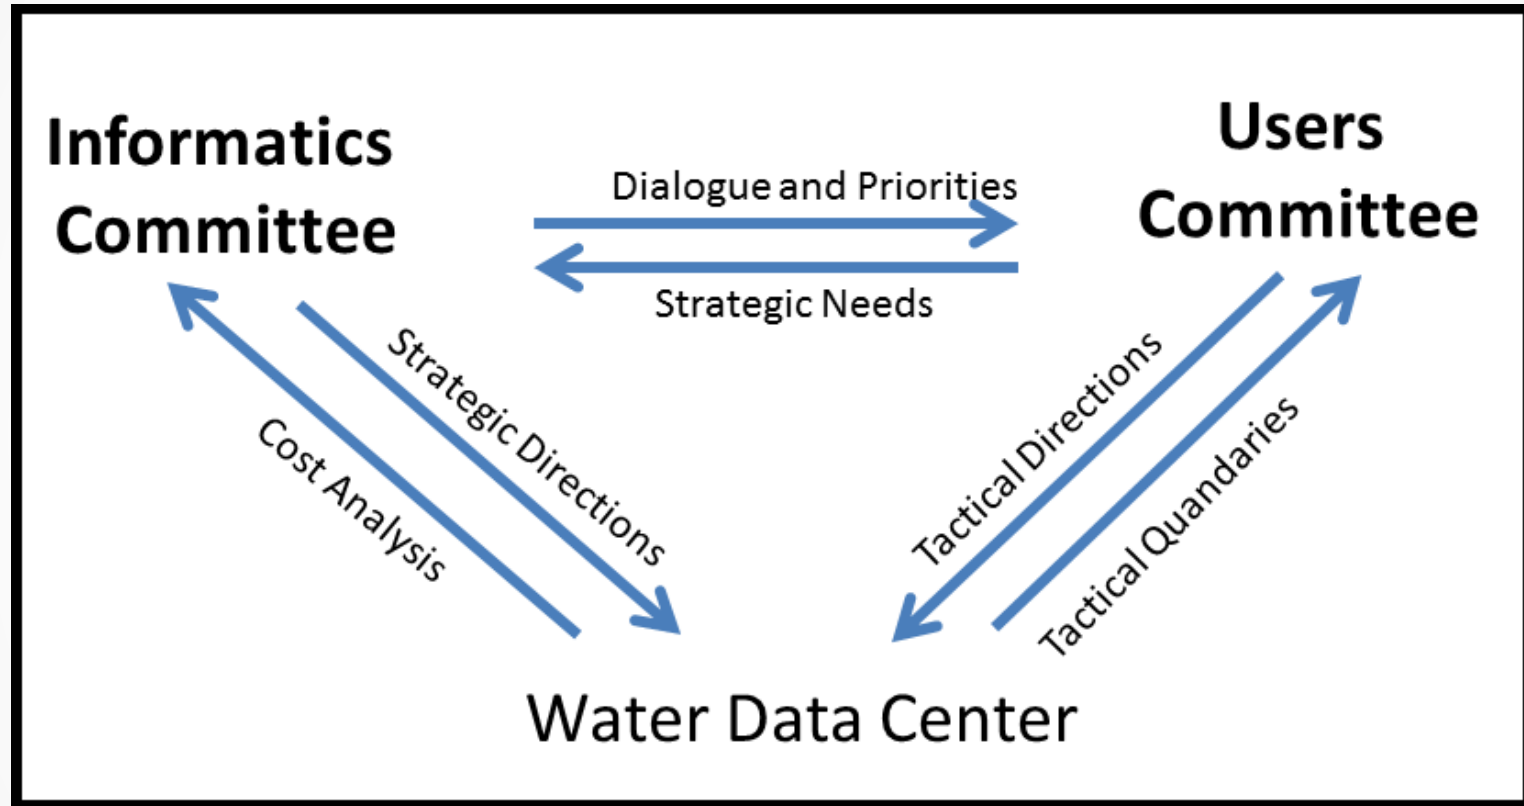 Informatics
Committee
Users
Committee
Dialogue and Priorities
Strategic Needs
Strategic Directions
Cost Analysis
Tactical Directions
Tactical Quandaries
Water Data Center